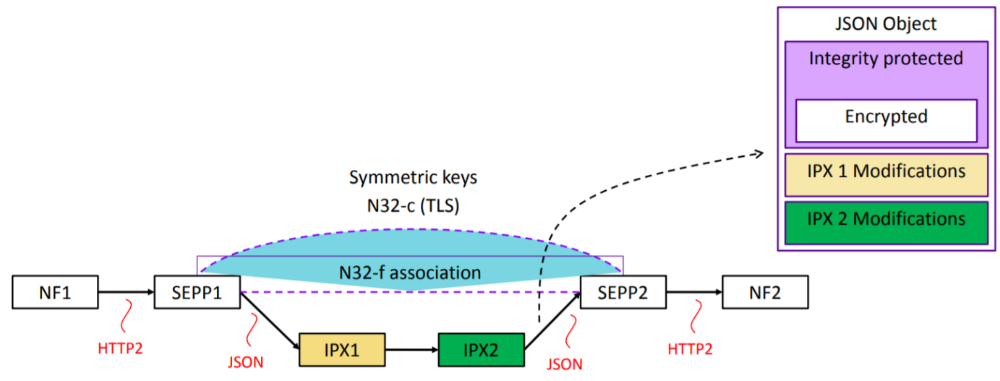 JSON Object
Integrity protected
Encrypted
IPX 1 Modifications
IPX 2 Modifications
Symmetric keys
N32-c (TLS)
N32-f association
NF1
SEPP1
SEPP2
NF2
HTTP2
JSON
IPX1
IPX2
JSON
HTTP2